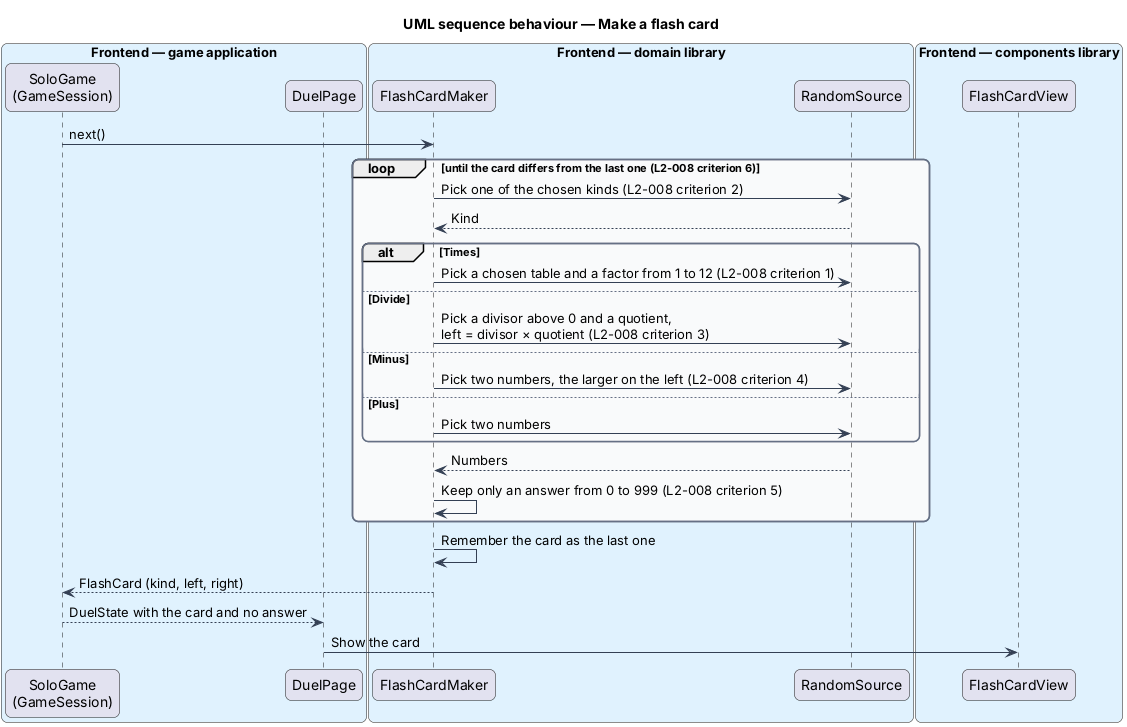 UML sequence behaviour — Make a flash card
Frontend — game application
Frontend — domain library
Frontend — components library
SoloGame
(GameSession)
DuelPage
FlashCardMaker
RandomSource
FlashCardView
next()
loop
[until the card differs from the last one (L2-008 criterion 6)]
Pick one of the chosen kinds (L2-008 criterion 2)
Kind
alt
[Times]
Pick a chosen table and a factor from 1 to 12 (L2-008 criterion 1)
[Divide]
Pick a divisor above 0 and a quotient,
left = divisor × quotient (L2-008 criterion 3)
[Minus]
Pick two numbers, the larger on the left (L2-008 criterion 4)
[Plus]
Pick two numbers
Numbers
Keep only an answer from 0 to 999 (L2-008 criterion 5)
Remember the card as the last one
FlashCard (kind, left, right)
DuelState with the card and no answer
Show the card
SoloGame
(GameSession)
DuelPage
FlashCardMaker
RandomSource
FlashCardView